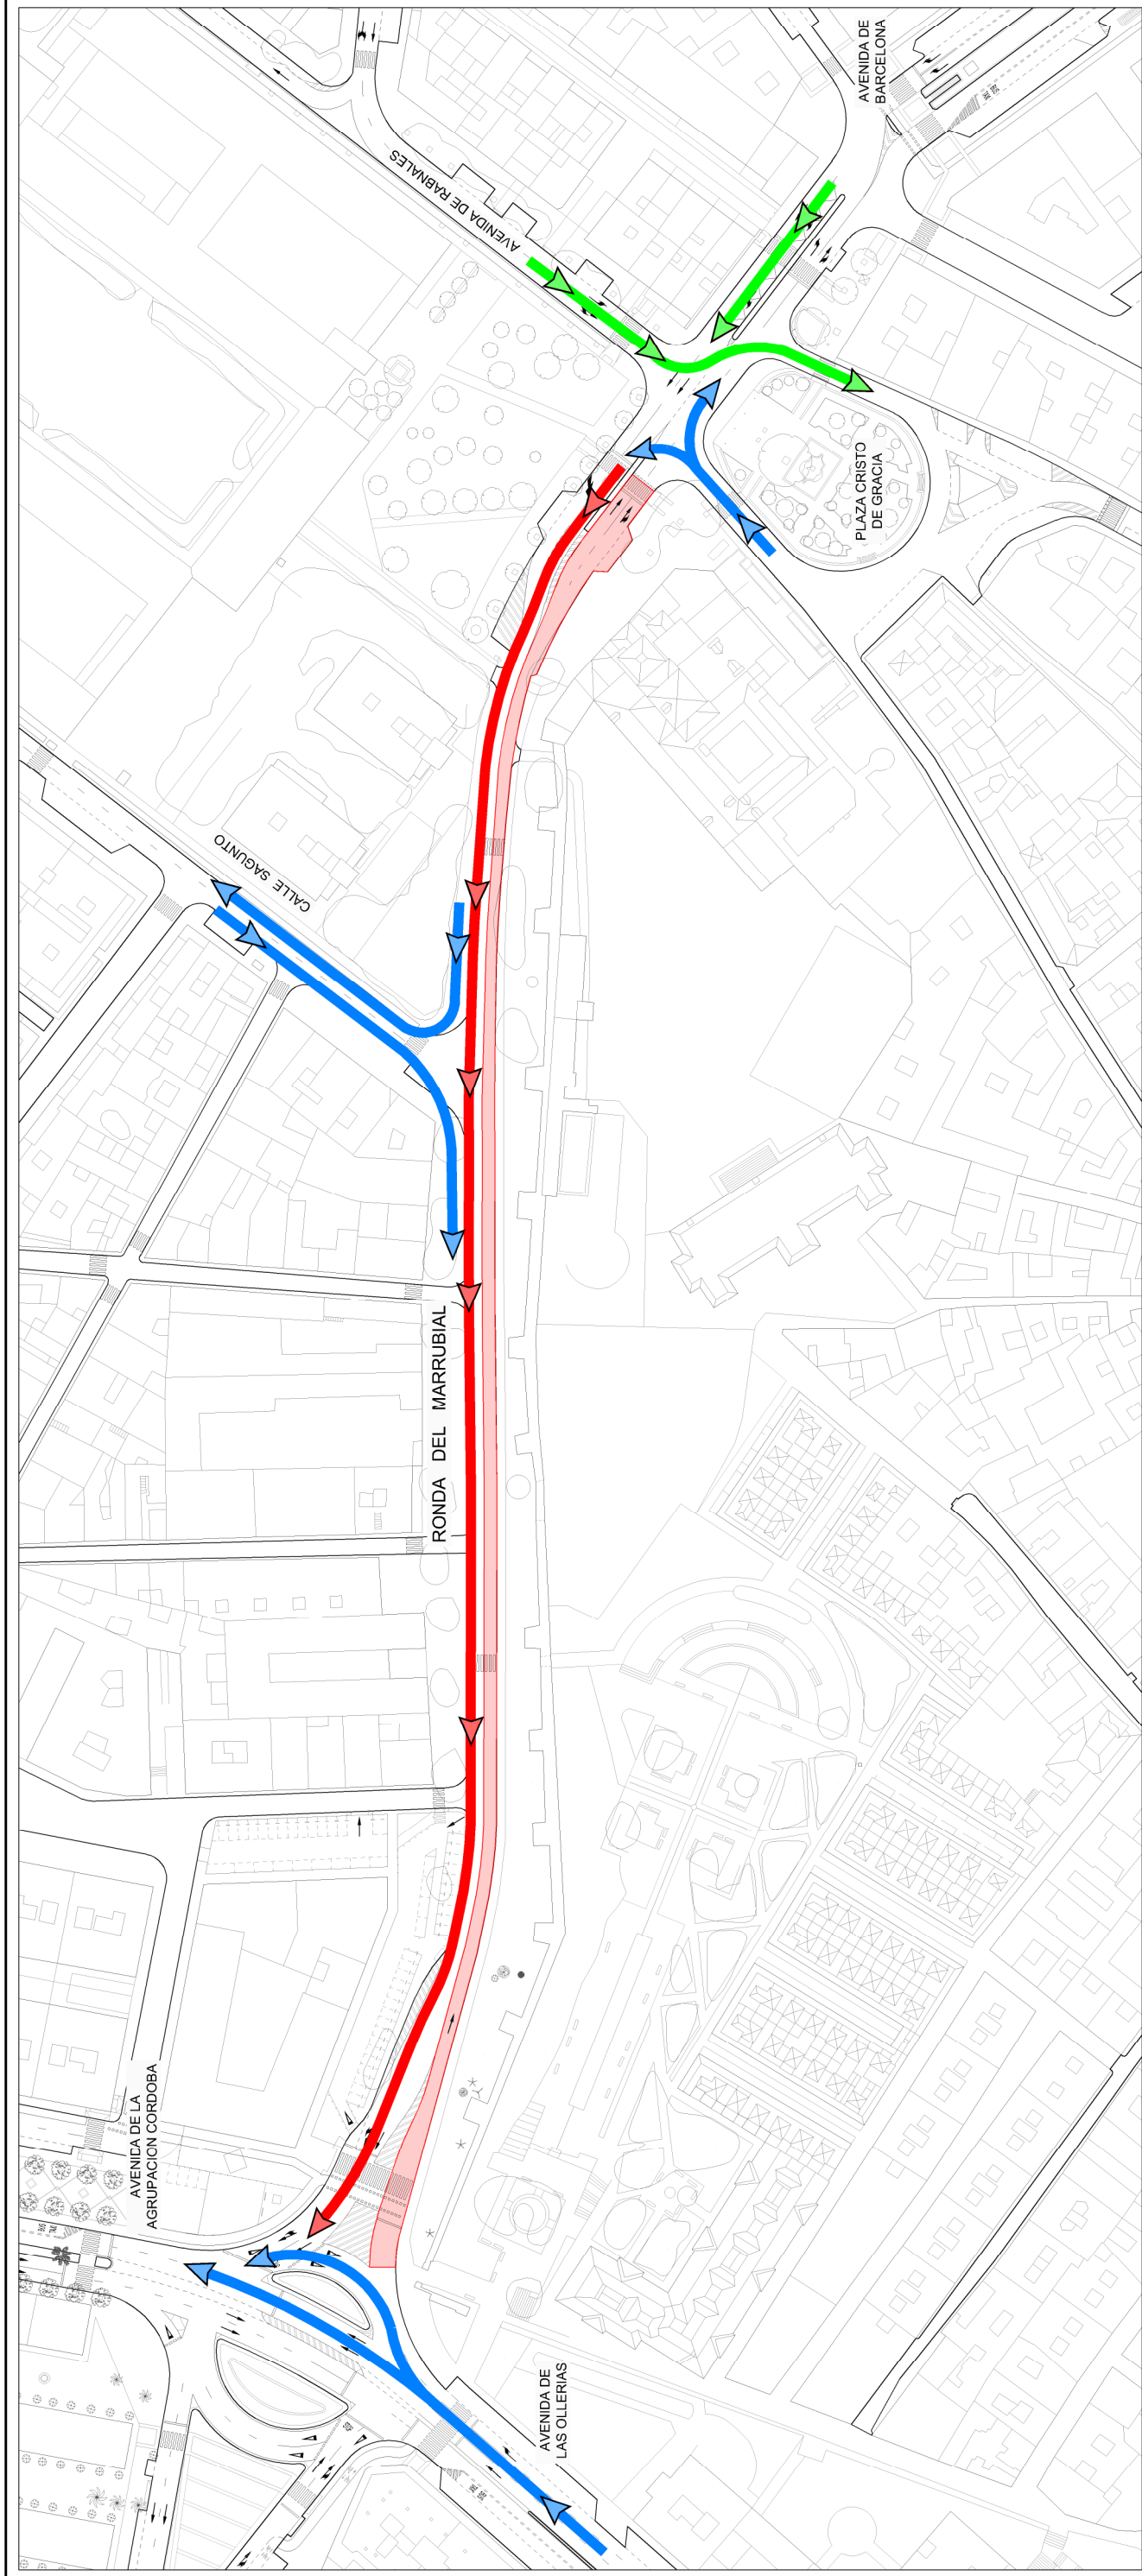 AVENIDA DE
BARCELONA
AVENIDA DE RABNALES
PLAZA CRISTO
DE GRACIA
CALLE SAGUNTO
RONDA DEL MARRUBIAL
AVENIDA DE LA
AGRUPACION CORDOBA
AVENIDA DE
LAS OLLERIAS